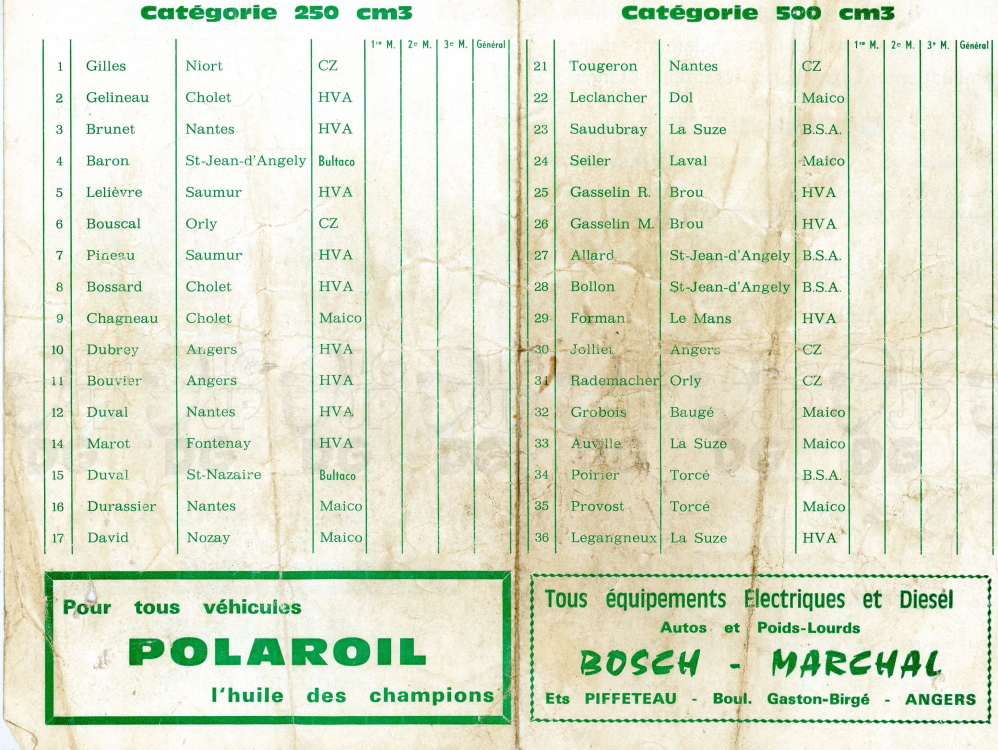 Catégorie 250 cm3
1re M. 2e M. 3e M. Général
1 Gilles Niort CZ
2 Gelineau Cholet HVA
3 Brunet Nantes HVA
4 Baron St-Jean-d'Angely Bultaco
5 Lelièvre Saumur HVA
6 Bouscal Orly CZ
7 Pineau Saumur HVA
8 Bossard Cholet HVA
9 Chagneau Cholet Maico
10 Dubrey Angers HVA
11 Bouvier Angers HVA
12 Duval Nantes HVA
14 Marot Fontenay HVA
15 Duval St-Nazaire Bultaco
16 Durassier Nantes Maico
17 David Nozay Maico
Pour tous véhicules
POLAROIL
l'huile des champions
Catégorie 500 cm3
1re M. 2e M. 3e M. Général
21 Tougeron Nantes CZ
22 Leclancher Dol Maico
23 Saudubray La Suze B.S.A.
24 Seiler Laval Maico
25 Gasselin R. Brou HVA
26 Gasselin M. Brou HVA
27 Allard St-Jean-d'Angely B.S.A.
28 Bollon St-Jean-d'Angely B.S.A.
29 Forman Le Mans HVA
30 Jolliet Angers CZ
31 Rademacher Orly CZ
32 Grobois Baugé Maico
33 Auville La Suze Maico
34 Poirier Torcé B.S.A.
35 Provost Torcé Maico
36 Legangneux La Suze HVA
Tous équipements Electriques et Diesel
Autos et Poids-Lourds
BOSCH - MARCHAL
Ets PIFFETEAU - Boul. Gaston-Birgé - ANGERS